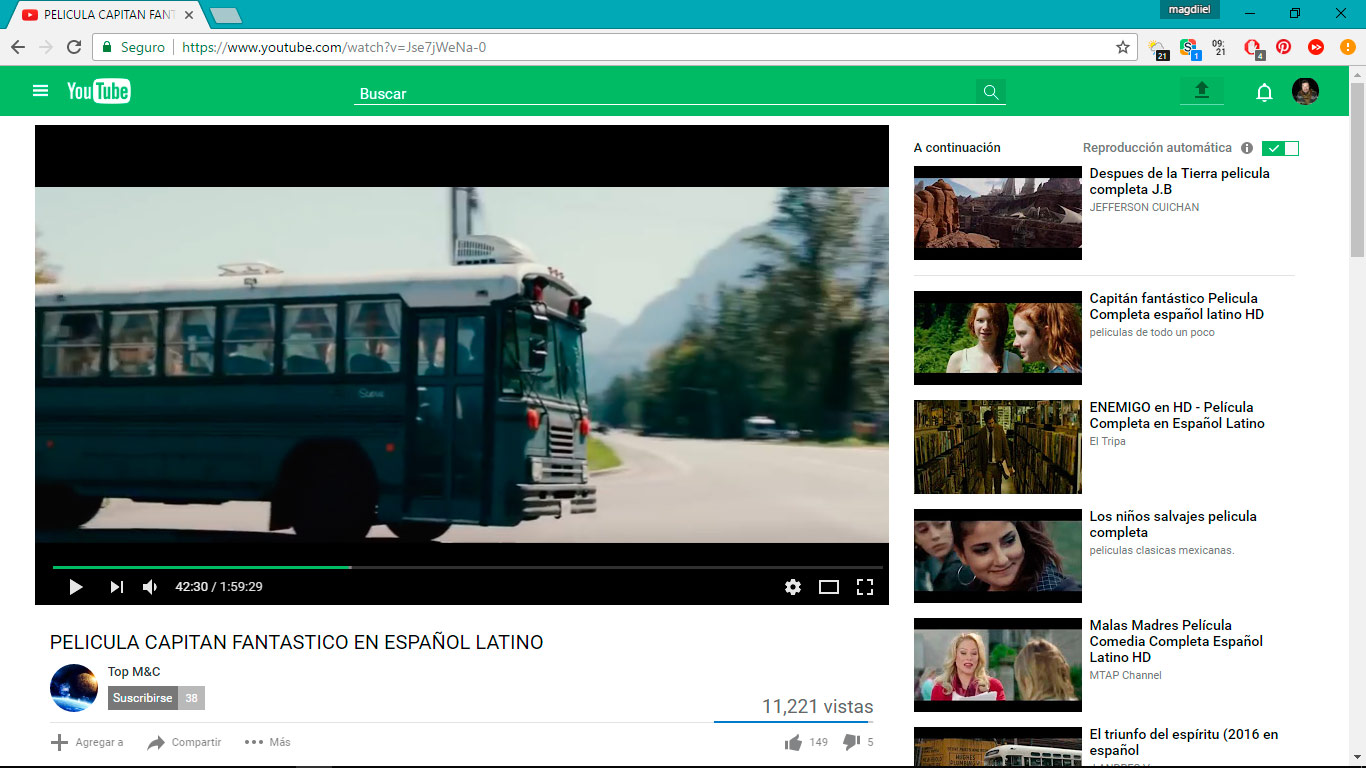 PELICULA CAPITAN FANT
magdiiel
Seguro
https://www.youtube.com/watch?v=Jse7jWeNa-0
21
S
1
09:
21
4
YouTube
Buscar
42:30 / 1:59:29
PELICULA CAPITAN FANTASTICO EN ESPAÑOL LATINO
Top M&C
Suscribirse 38
11,221 vistas
Agregar a
Compartir
Más
149
5
A continuación
Reproducción automática
Despues de la Tierra pelicula
completa J.B
JEFFERSON CUICHAN
Capitán fantástico Pelicula
Completa español latino HD
peliculas de todo un poco
ENEMIGO en HD - Película
Completa en Español Latino
El Tripa
Los niños salvajes pelicula
completa
peliculas clasicas mexicanas.
Malas Madres Película
Comedia Completa Español
Latino HD
MTAP Channel
El triunfo del espíritu (2016 en
español